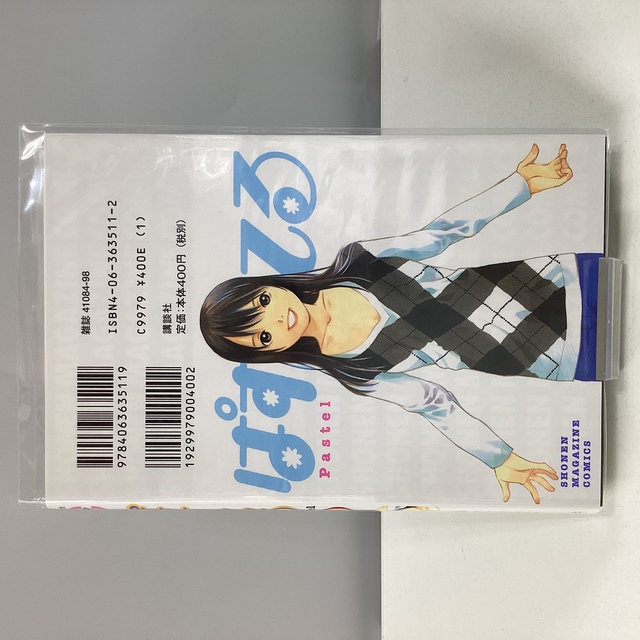 9784063635119
1929979004002
雑誌 41084-98
ISBN4-06-363511-2
C9979 ¥400E (1)
講談社
定価:本体400円(税別)
ぱすてる
Pastel
SHONEN
MAGAZINE
COMICS